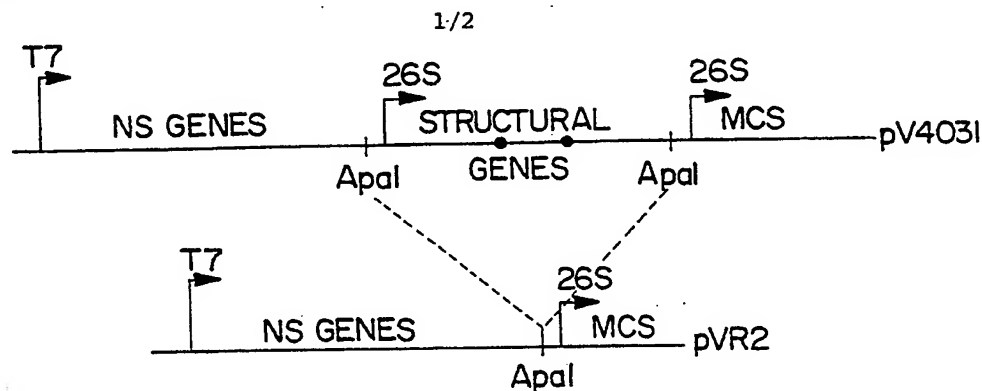 1/2
T7
26S
26S
NS GENES
STRUCTURAL
MCS
pV4031
ApaI
GENES
ApaI
T7
26S
NS GENES
MCS
pVR2
ApaI